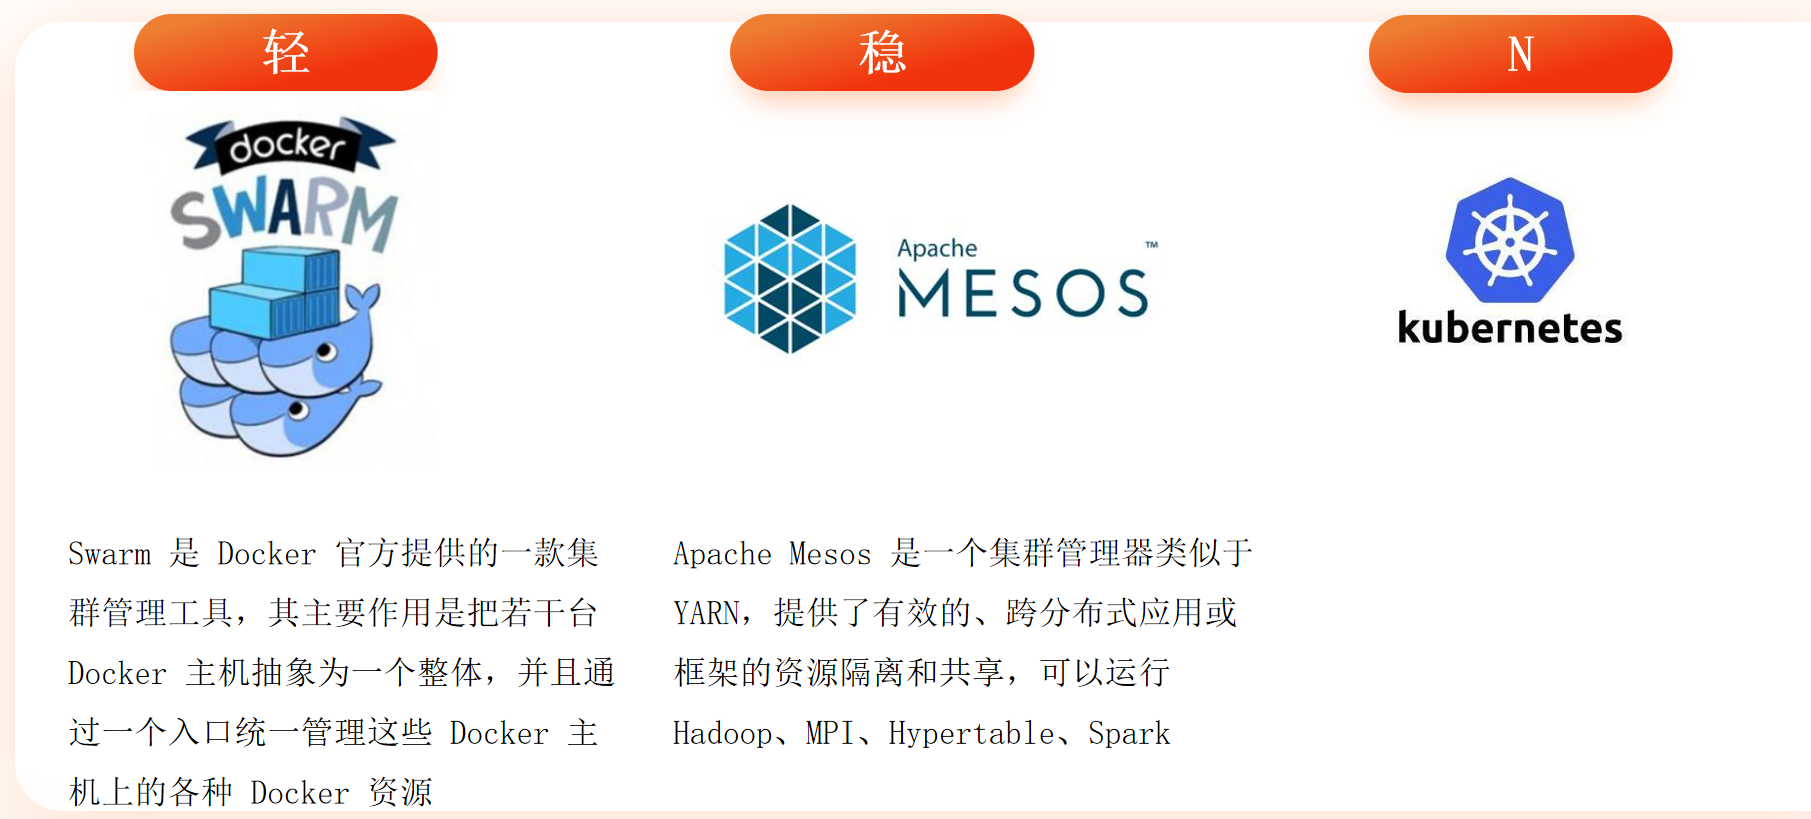 轻
稳
N
docker
SWARM
Apache
MESOS
™
kubernetes
Swarm 是 Docker 官方提供的一款集
群管理工具，其主要作用是把若干台
Docker 主机抽象为一个整体，并且通
过一个入口统一管理这些 Docker 主
机上的各种 Docker 资源
Apache Mesos 是一个集群管理器类似于
YARN，提供了有效的、跨分布式应用或
框架的资源隔离和共享，可以运行
Hadoop、MPI、Hypertable、Spark